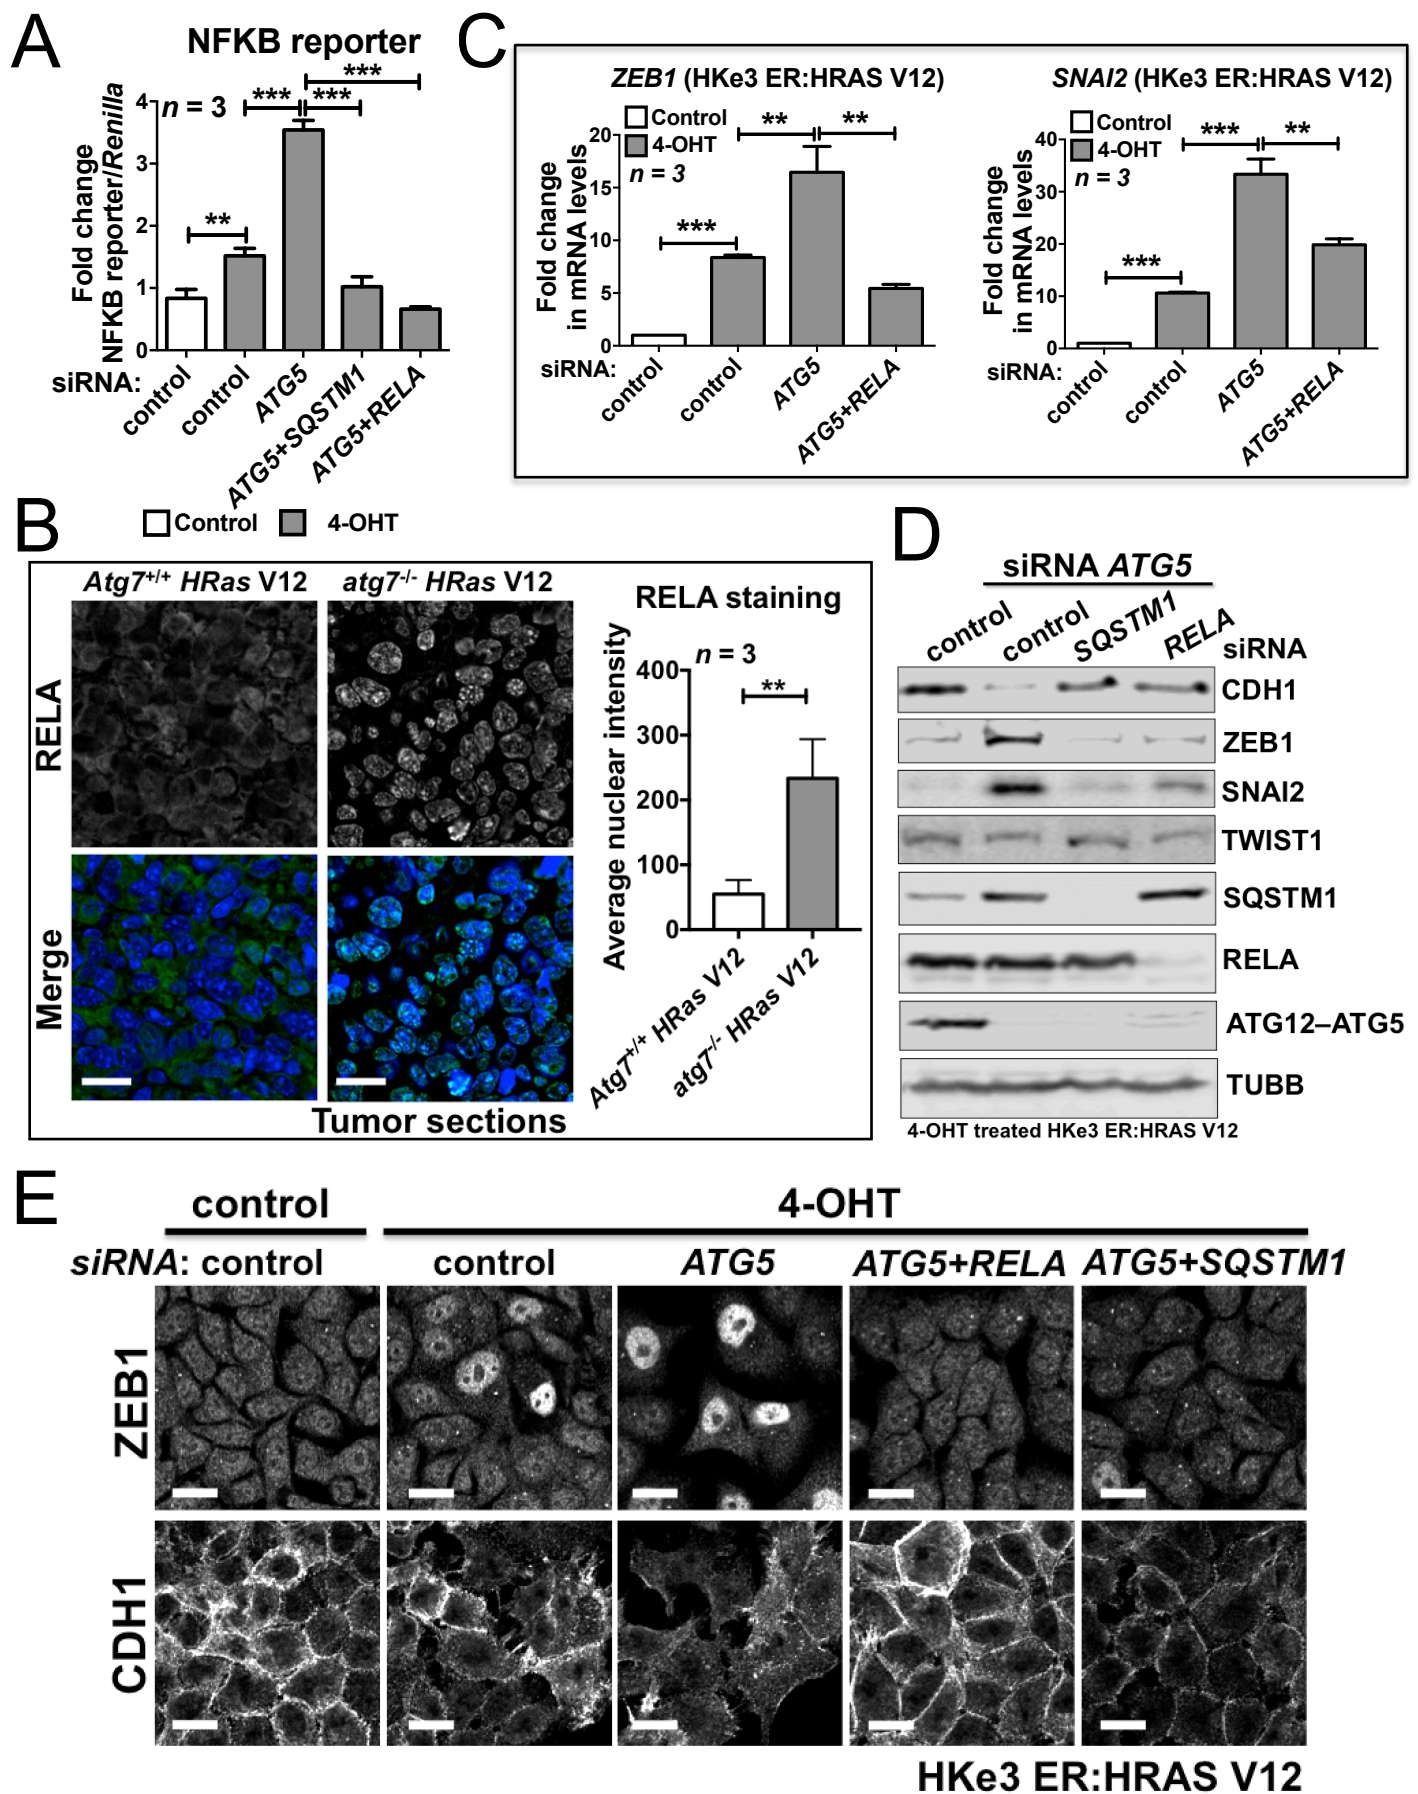 A
NFKB reporter
***
*** ***
n = 3
**
Fold change
NFKB reporter/Renilla
4
3
2
1
0
siRNA:
control
control
ATG5
ATG5+SQSTM1
ATG5+RELA
Control 4-OHT
C
ZEB1 (HKe3 ER:HRAS V12)
Control
4-OHT
n = 3
** **
***
Fold change
in mRNA levels
20
15
10
5
0
siRNA:
control
control
ATG5
ATG5+RELA
SNAI2 (HKe3 ER:HRAS V12)
Control
4-OHT
n = 3
*** **
***
Fold change
in mRNA levels
40
30
20
10
0
siRNA:
control
control
ATG5
ATG5+RELA
B
Atg7+/+ HRas V12 atg7-/- HRas V12
RELA
Merge
Tumor sections
RELA staining
n = 3
**
Average nuclear intensity
400
300
200
100
0
Atg7+/+ HRas V12
atg7-/- HRas V12
D
siRNA ATG5
control control SQSTM1 RELA siRNA
CDH1
ZEB1
SNAI2
TWIST1
SQSTM1
RELA
ATG12–ATG5
TUBB
4-OHT treated HKe3 ER:HRAS V12
E
control 4-OHT
siRNA: control control ATG5 ATG5+RELA ATG5+SQSTM1
ZEB1
CDH1
HKe3 ER:HRAS V12